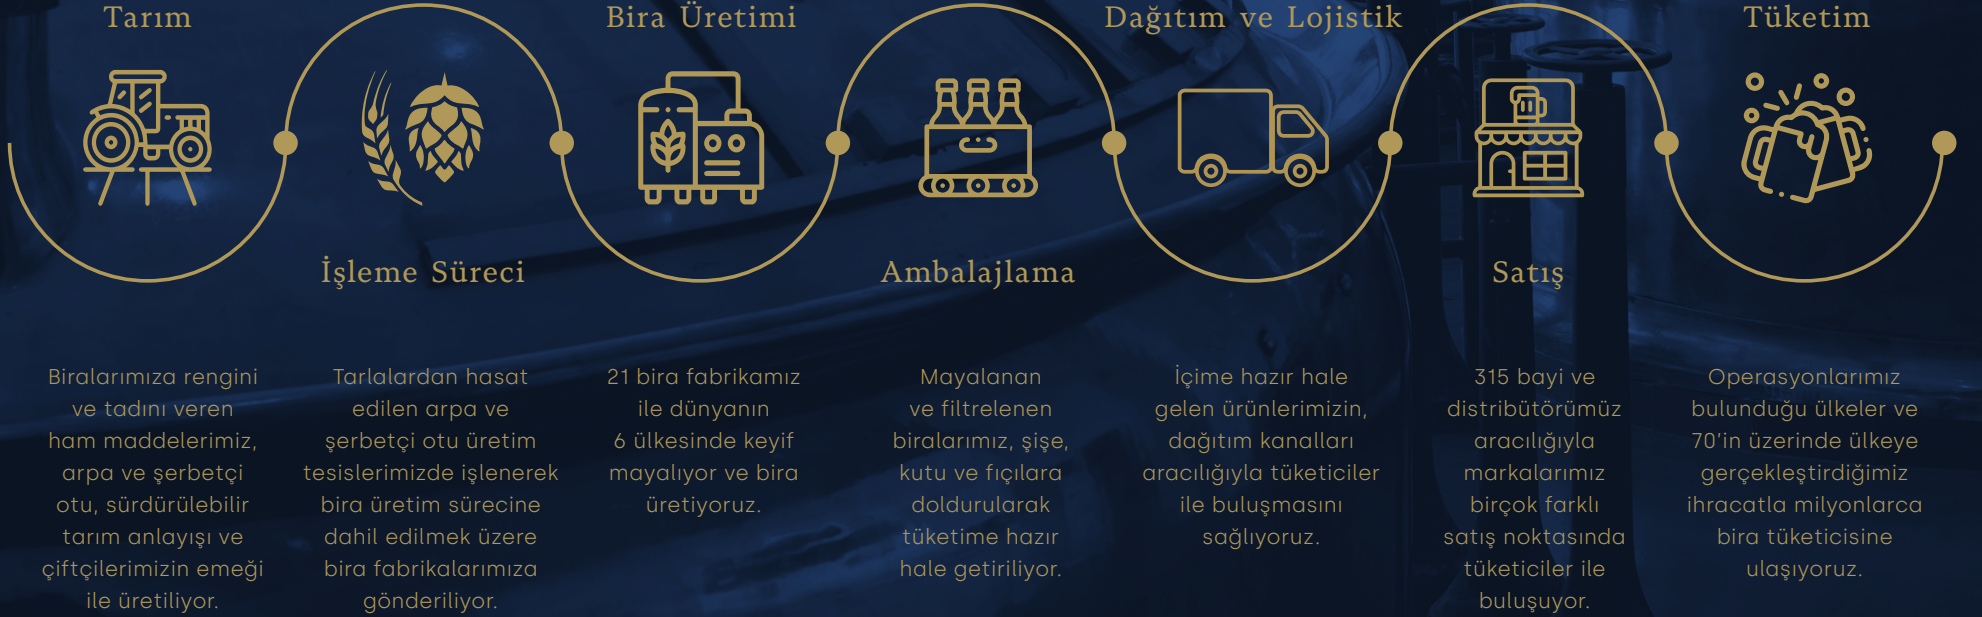 Tarım
Biralarımıza rengini
ve tadını veren
ham maddelerimiz,
arpa ve şerbetçi
otu, sürdürülebilir
tarım anlayışı ve
çiftçilerimizin emeği
ile üretiliyor.
İşleme Süreci
Tarlalardan hasat
edilen arpa ve
şerbetçi otu üretim
tesislerimizde işlenerek
bira üretim sürecine
dahil edilmek üzere
bira fabrikalarımıza
gönderiliyor.
Bira Üretimi
21 bira fabrikamız
ile dünyanın
6 ülkesinde keyif
mayalıyor ve bira
üretiyoruz.
Ambalajlama
Mayalanan
ve filtrelenen
biralarımız, şişe,
kutu ve fıçılara
doldurularak
tüketime hazır
hale getiriliyor.
Dağıtım ve Lojistik
İçime hazır hale
gelen ürünlerimizin,
dağıtım kanalları
aracılığıyla tüketiciler
ile buluşmasını
sağlıyoruz.
Satış
315 bayi ve
distribütörümüz
aracılığıyla
markalarımız
birçok farklı
satış noktasında
tüketiciler ile
buluşuyor.
Tüketim
Operasyonlarımız
bulunduğu ülkeler ve
70’in üzerinde ülkeye
gerçekleştirdiğimiz
ihracatla milyonlarca
bira tüketicisine
ulaşıyoruz.